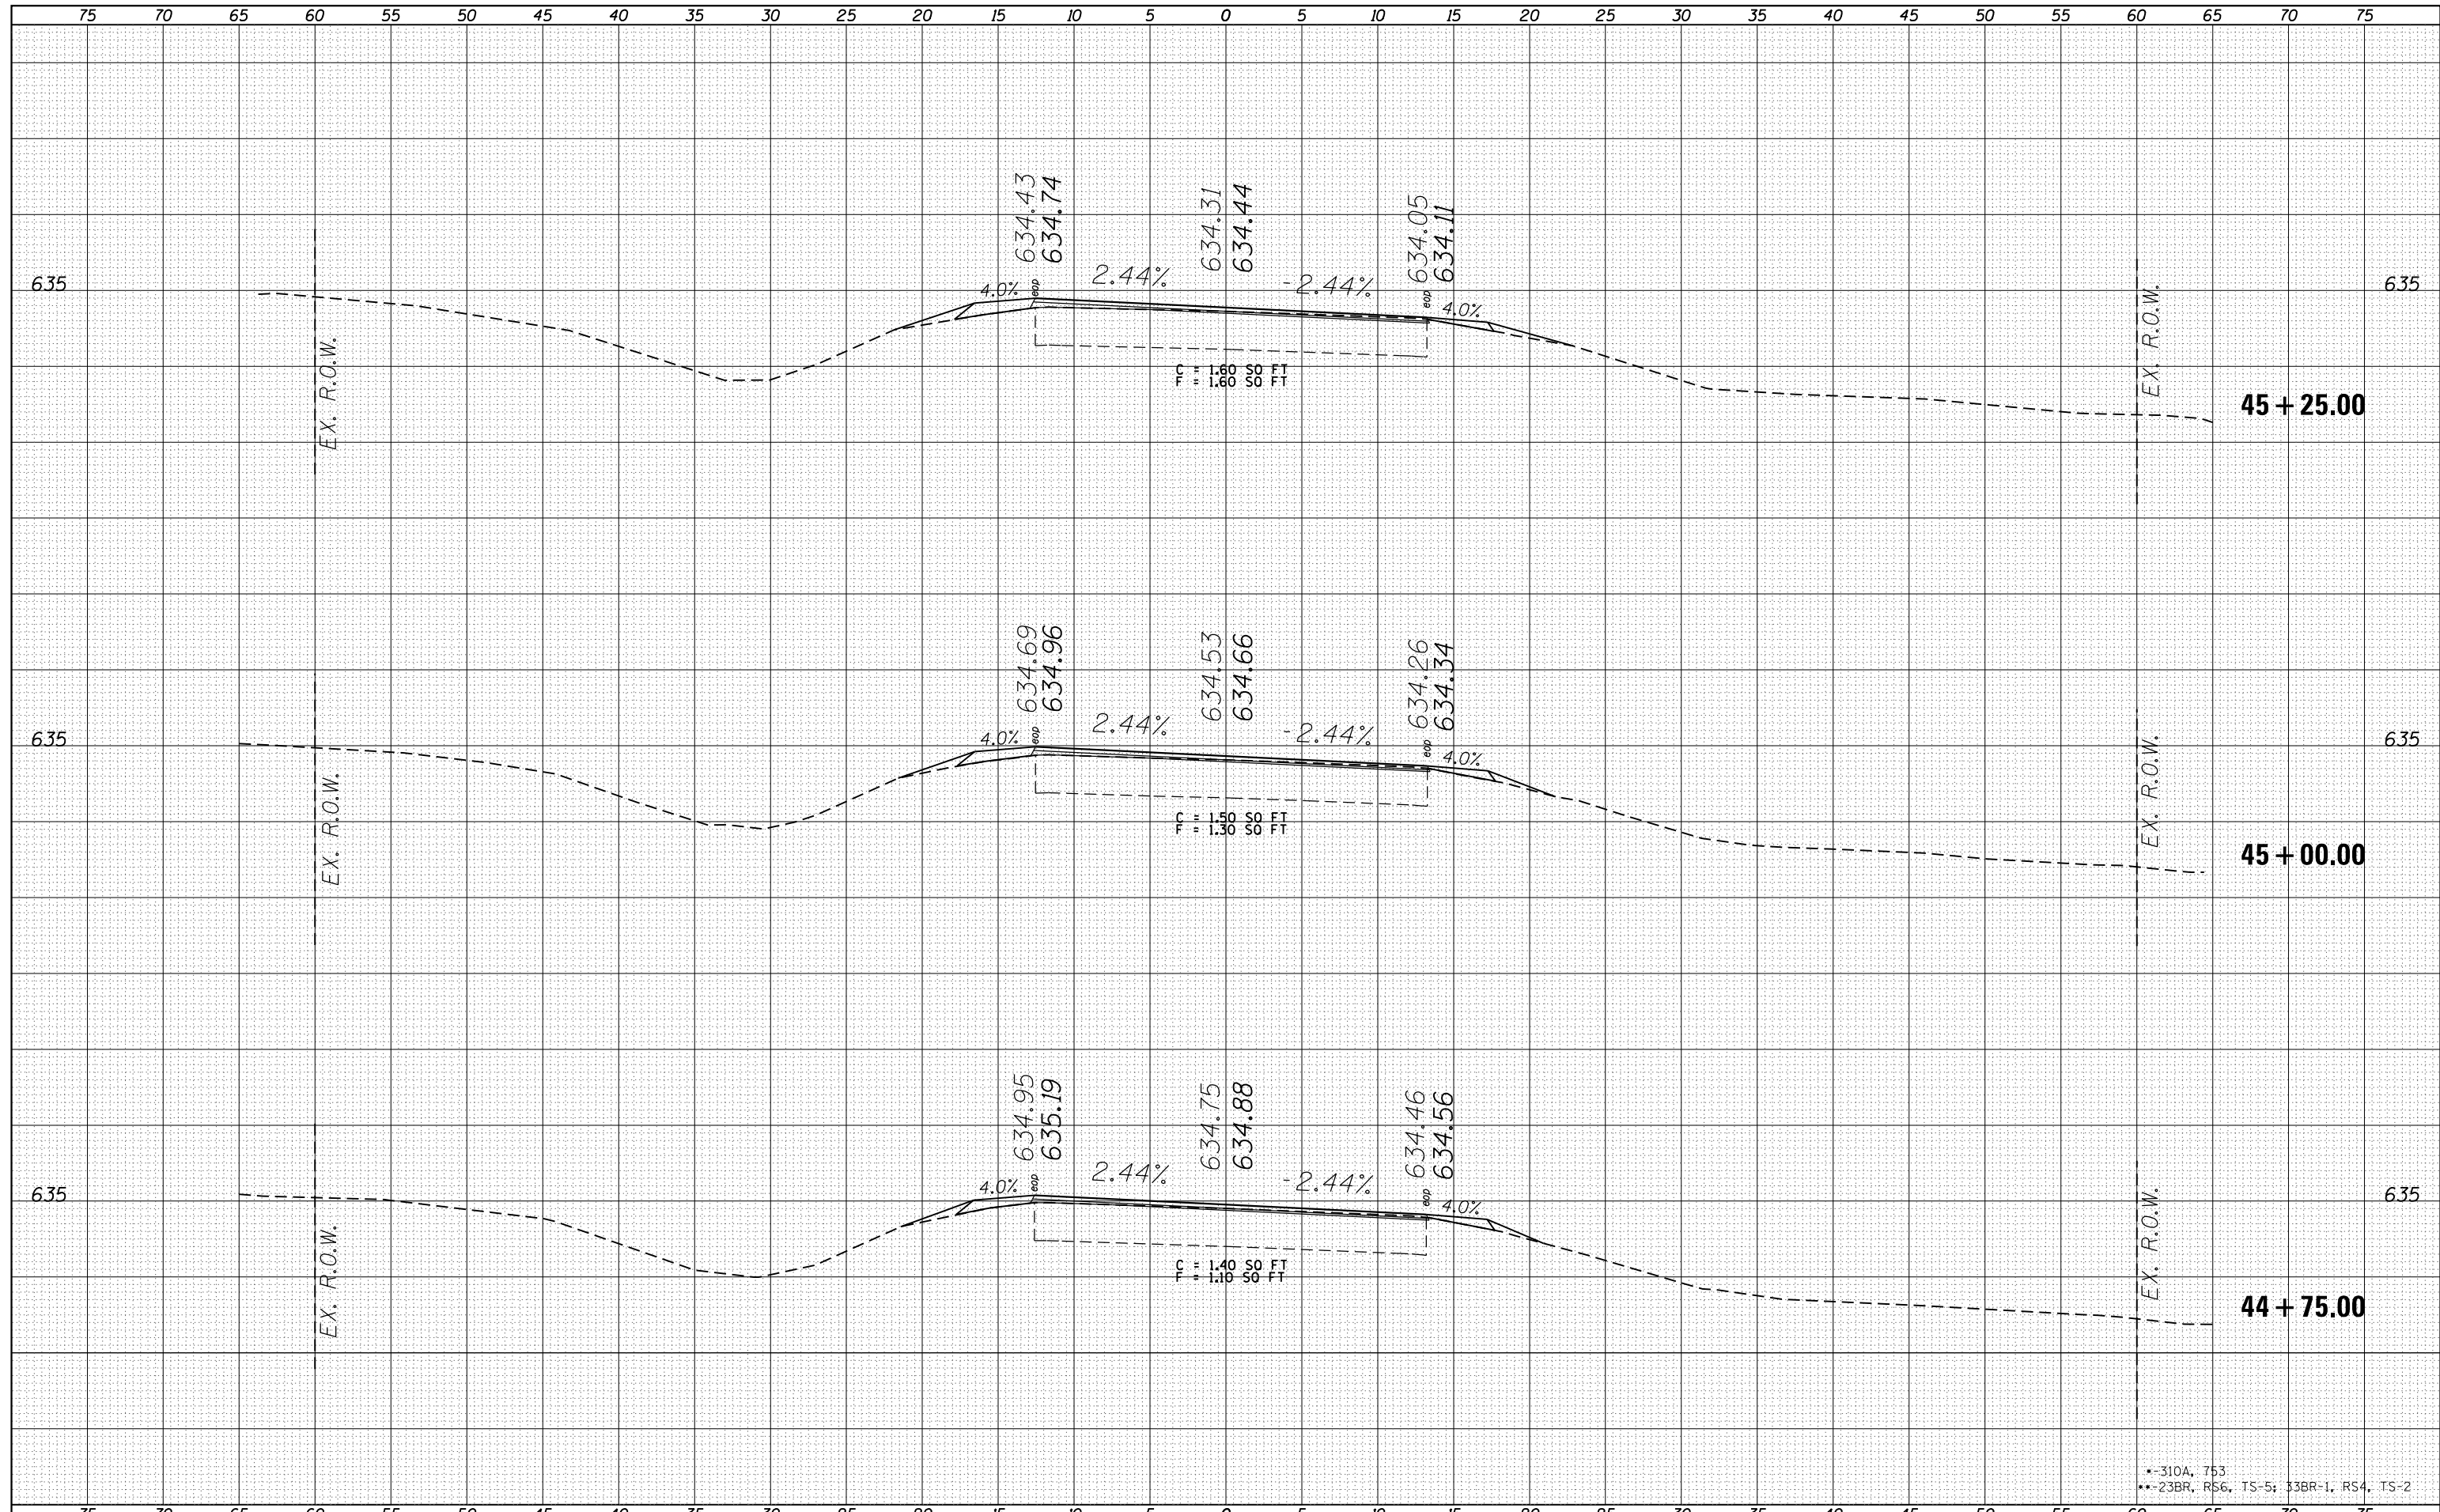 75 70 65 60 55 50 45 40 35 30 25 20 15 10 5 0 5 10 15 20 25 30 35 40 45 50 55 60 65 70 75
634.43
634.74
634.31
634.44
634.05
634.11
635
4.0%
eop
2.44%
-2.44%
eop
4.0%
635
EX. R.O.W.
EX. R.O.W.
C = 1.60 SQ FT
F = 1.60 SQ FT
45 + 25.00
634.69
634.96
634.53
634.66
634.26
634.34
635
4.0%
eop
2.44%
-2.44%
eop
4.0%
635
EX. R.O.W.
EX. R.O.W.
C = 1.50 SQ FT
F = 1.30 SQ FT
45 + 00.00
634.95
635.19
634.75
634.88
634.46
634.56
635
4.0%
eop
2.44%
-2.44%
eop
4.0%
635
EX. R.O.W.
EX. R.O.W.
C = 1.40 SQ FT
F = 1.10 SQ FT
44 + 75.00
*-310A, 753
**-23BR, RS6, TS-5; 33BR-1, RS4, TS-2